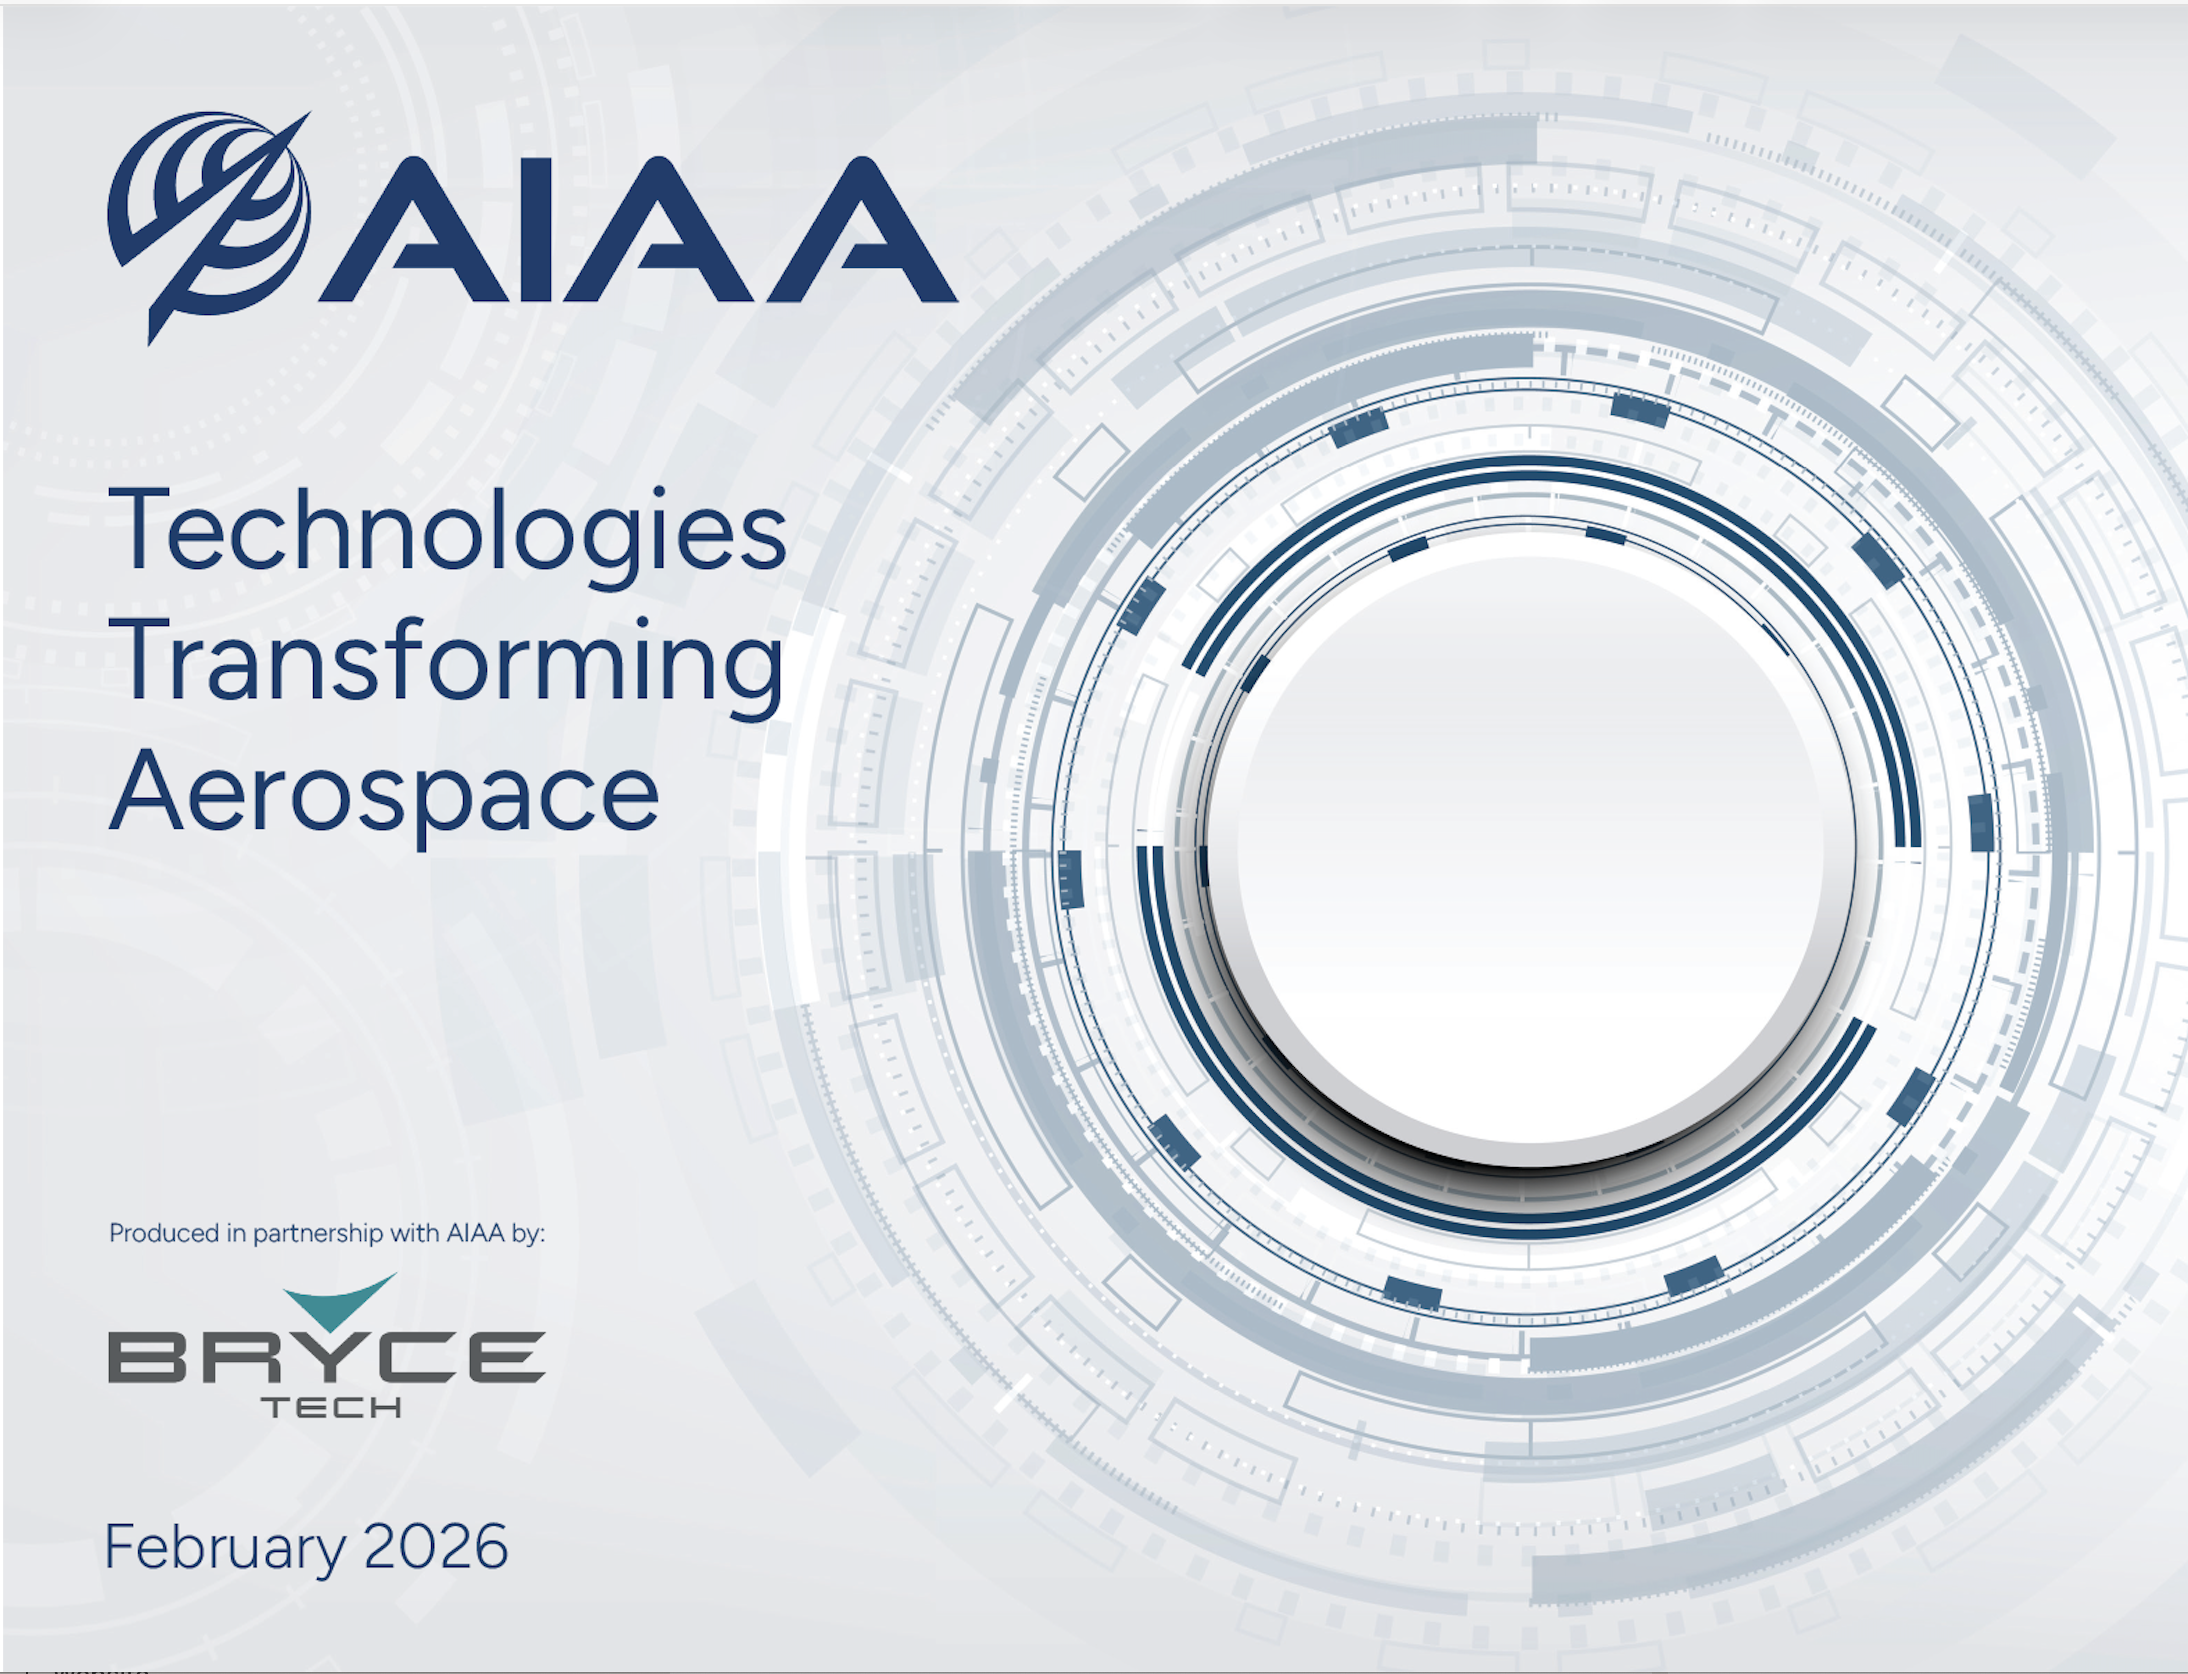 AIAA
Technologies
Transforming
Aerospace
Produced in partnership with AIAA by:
BRYCE
TECH
February 2026